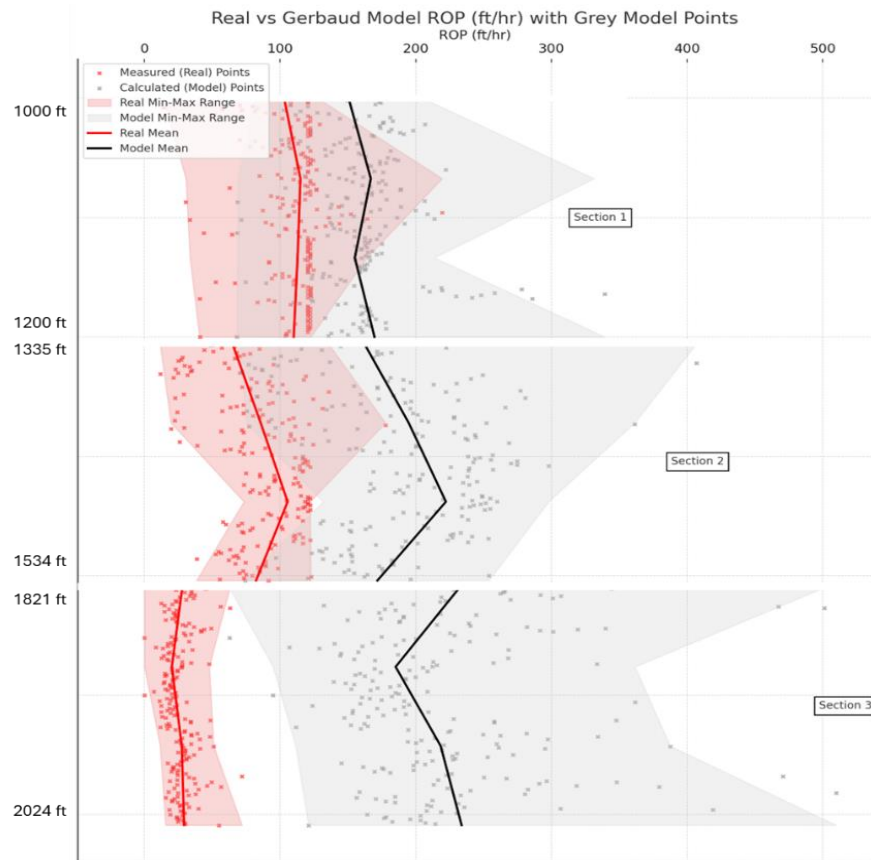 Real vs Gerbaud Model ROP (ft/hr) with Grey Model Points
ROP (ft/hr)
0 100 200 300 400 500
Measured (Real) Points
Calculated (Model) Points
Real Min-Max Range
Model Min-Max Range
Real Mean
Model Mean
1000 ft
Section 1
1200 ft
1335 ft
Section 2
1534 ft
1821 ft
Section 3
2024 ft